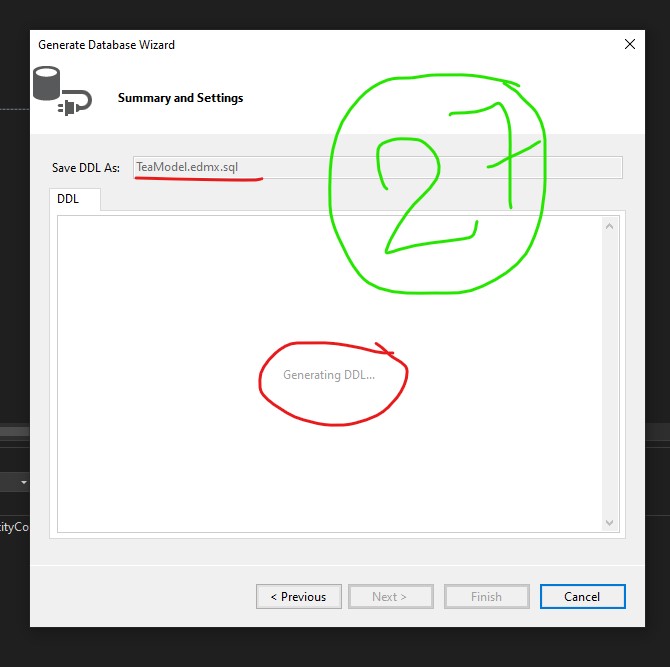 Generate Database Wizard
Summary and Settings
27
Save DDL As: TeaModel.edmx.sql
DDL
Generating DDL...
ityCo
< Previous Next > Finish Cancel